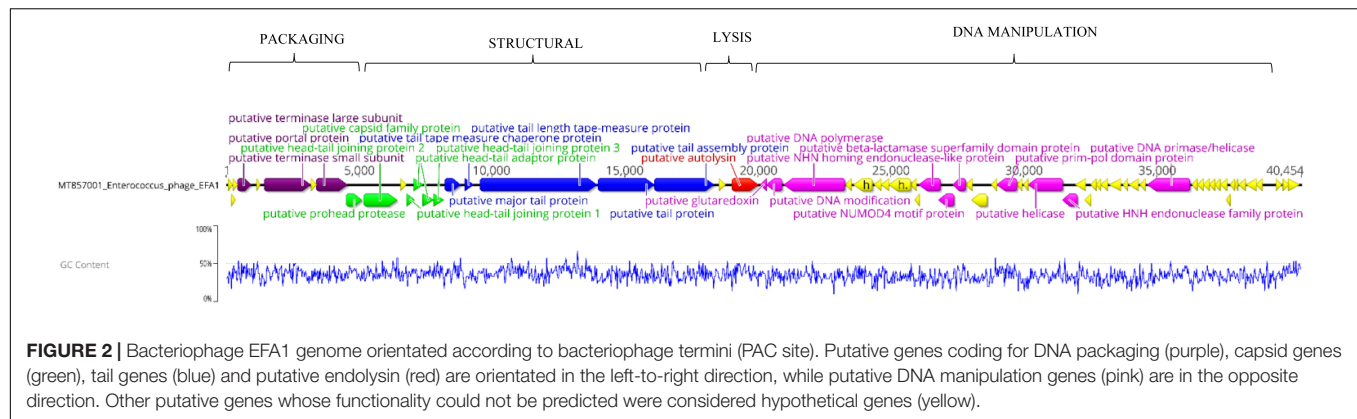 PACKAGING STRUCTURAL LYSIS DNA MANIPULATION
putative terminase large subunit
putative capsid family protein putative tail length tape-measure protein putative DNA polymerase
putative portal protein putative tail tape measure chaperone protein putative beta-lactamase superfamily domain protein putative DNA primase/helicase
putative head-tail joining protein 2 putative head-tail joining protein 3 putative tail assembly protein putative NHN homing endonuclease-like protein putative prim-pol domain protein
putative terminase small subunit putative head-tail adaptor protein putative autolysin
1 5,000 10,000 15,000 20,000 25,000 30,000 35,000 40,454
MT857001_Enterococcus_phage_EFA1 h h.
putative major tail protein putative glutaredoxin putative DNA modification
putative prohead protease putative head-tail joining protein 1 putative tail protein putative NUMOD4 motif protein putative helicase putative HNH endonuclease family protein
100%
GC Content 50%
0%
FIGURE 2 | Bacteriophage EFA1 genome orientated according to bacteriophage termini (PAC site). Putative genes coding for DNA packaging (purple), capsid genes
(green), tail genes (blue) and putative endolysin (red) are orientated in the left-to-right direction, while putative DNA manipulation genes (pink) are in the opposite
direction. Other putative genes whose functionality could not be predicted were considered hypothetical genes (yellow).